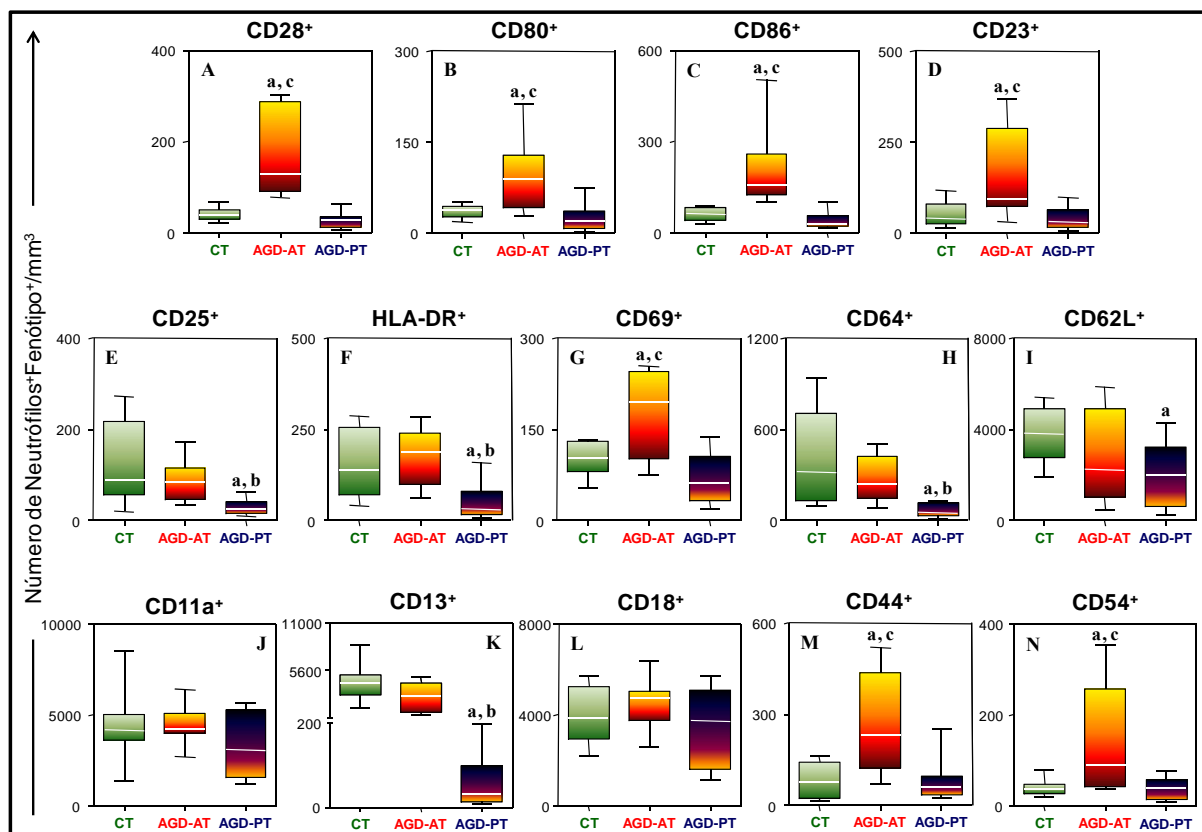 Número de Neutrófilos⁺Fenótipo⁺/mm³
CD28⁺ CD80⁺ CD86⁺ CD23⁺
400 300 600 500
A B C D
a, c a, c a, c a, c
200 150 300 250
0 0 0 0
CT AGD-AT AGD-PT CT AGD-AT AGD-PT CT AGD-AT AGD-PT CT AGD-AT AGD-PT
CD25⁺ HLA-DR⁺ CD69⁺ CD64⁺ CD62L⁺
400 500 300 1200 8000
E F G H I
a, c
a
200 250 150 600 4000
a, b a, b a, b
0 0 0 0 0
CT AGD-AT AGD-PT CT AGD-AT AGD-PT CT AGD-AT AGD-PT CT AGD-AT AGD-PT CT AGD-AT AGD-PT
CD11a⁺ CD13⁺ CD18⁺ CD44⁺ CD54⁺
10000 11000 8000 600 400
J K L M N
a, c a, c
5600
5000 4000 300 200
200
a, b
0 0 0 0 0
CT AGD-AT AGD-PT CT AGD-AT AGD-PT CT AGD-AT AGD-PT CT AGD-AT AGD-PT CT AGD-AT AGD-PT